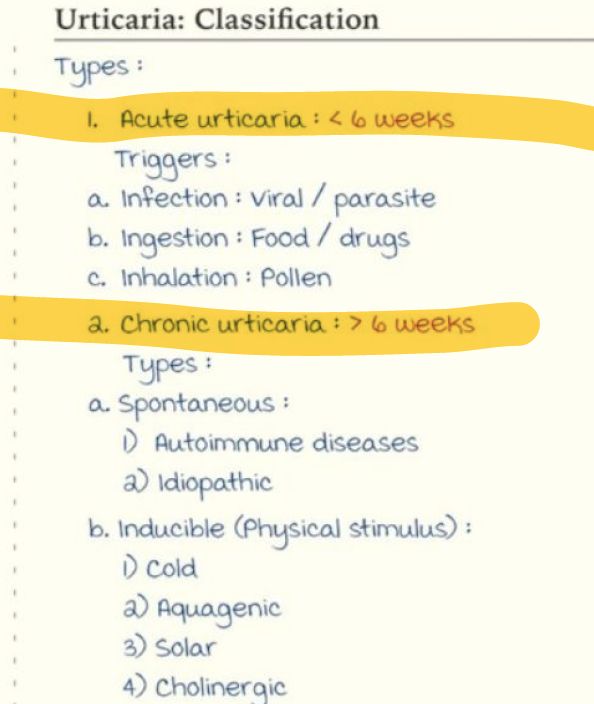 Urticaria: Classification
Types :
1. Acute urticaria : < 6 weeks
Triggers :
a. Infection : Viral / parasite
b. Ingestion : Food / drugs
c. Inhalation : Pollen
2. Chronic urticaria : > 6 weeks
Types :
a. Spontaneous :
1) Autoimmune diseases
2) Idiopathic
b. Inducible (Physical stimulus) :
1) Cold
2) Aquagenic
3) Solar
4) Cholinergic